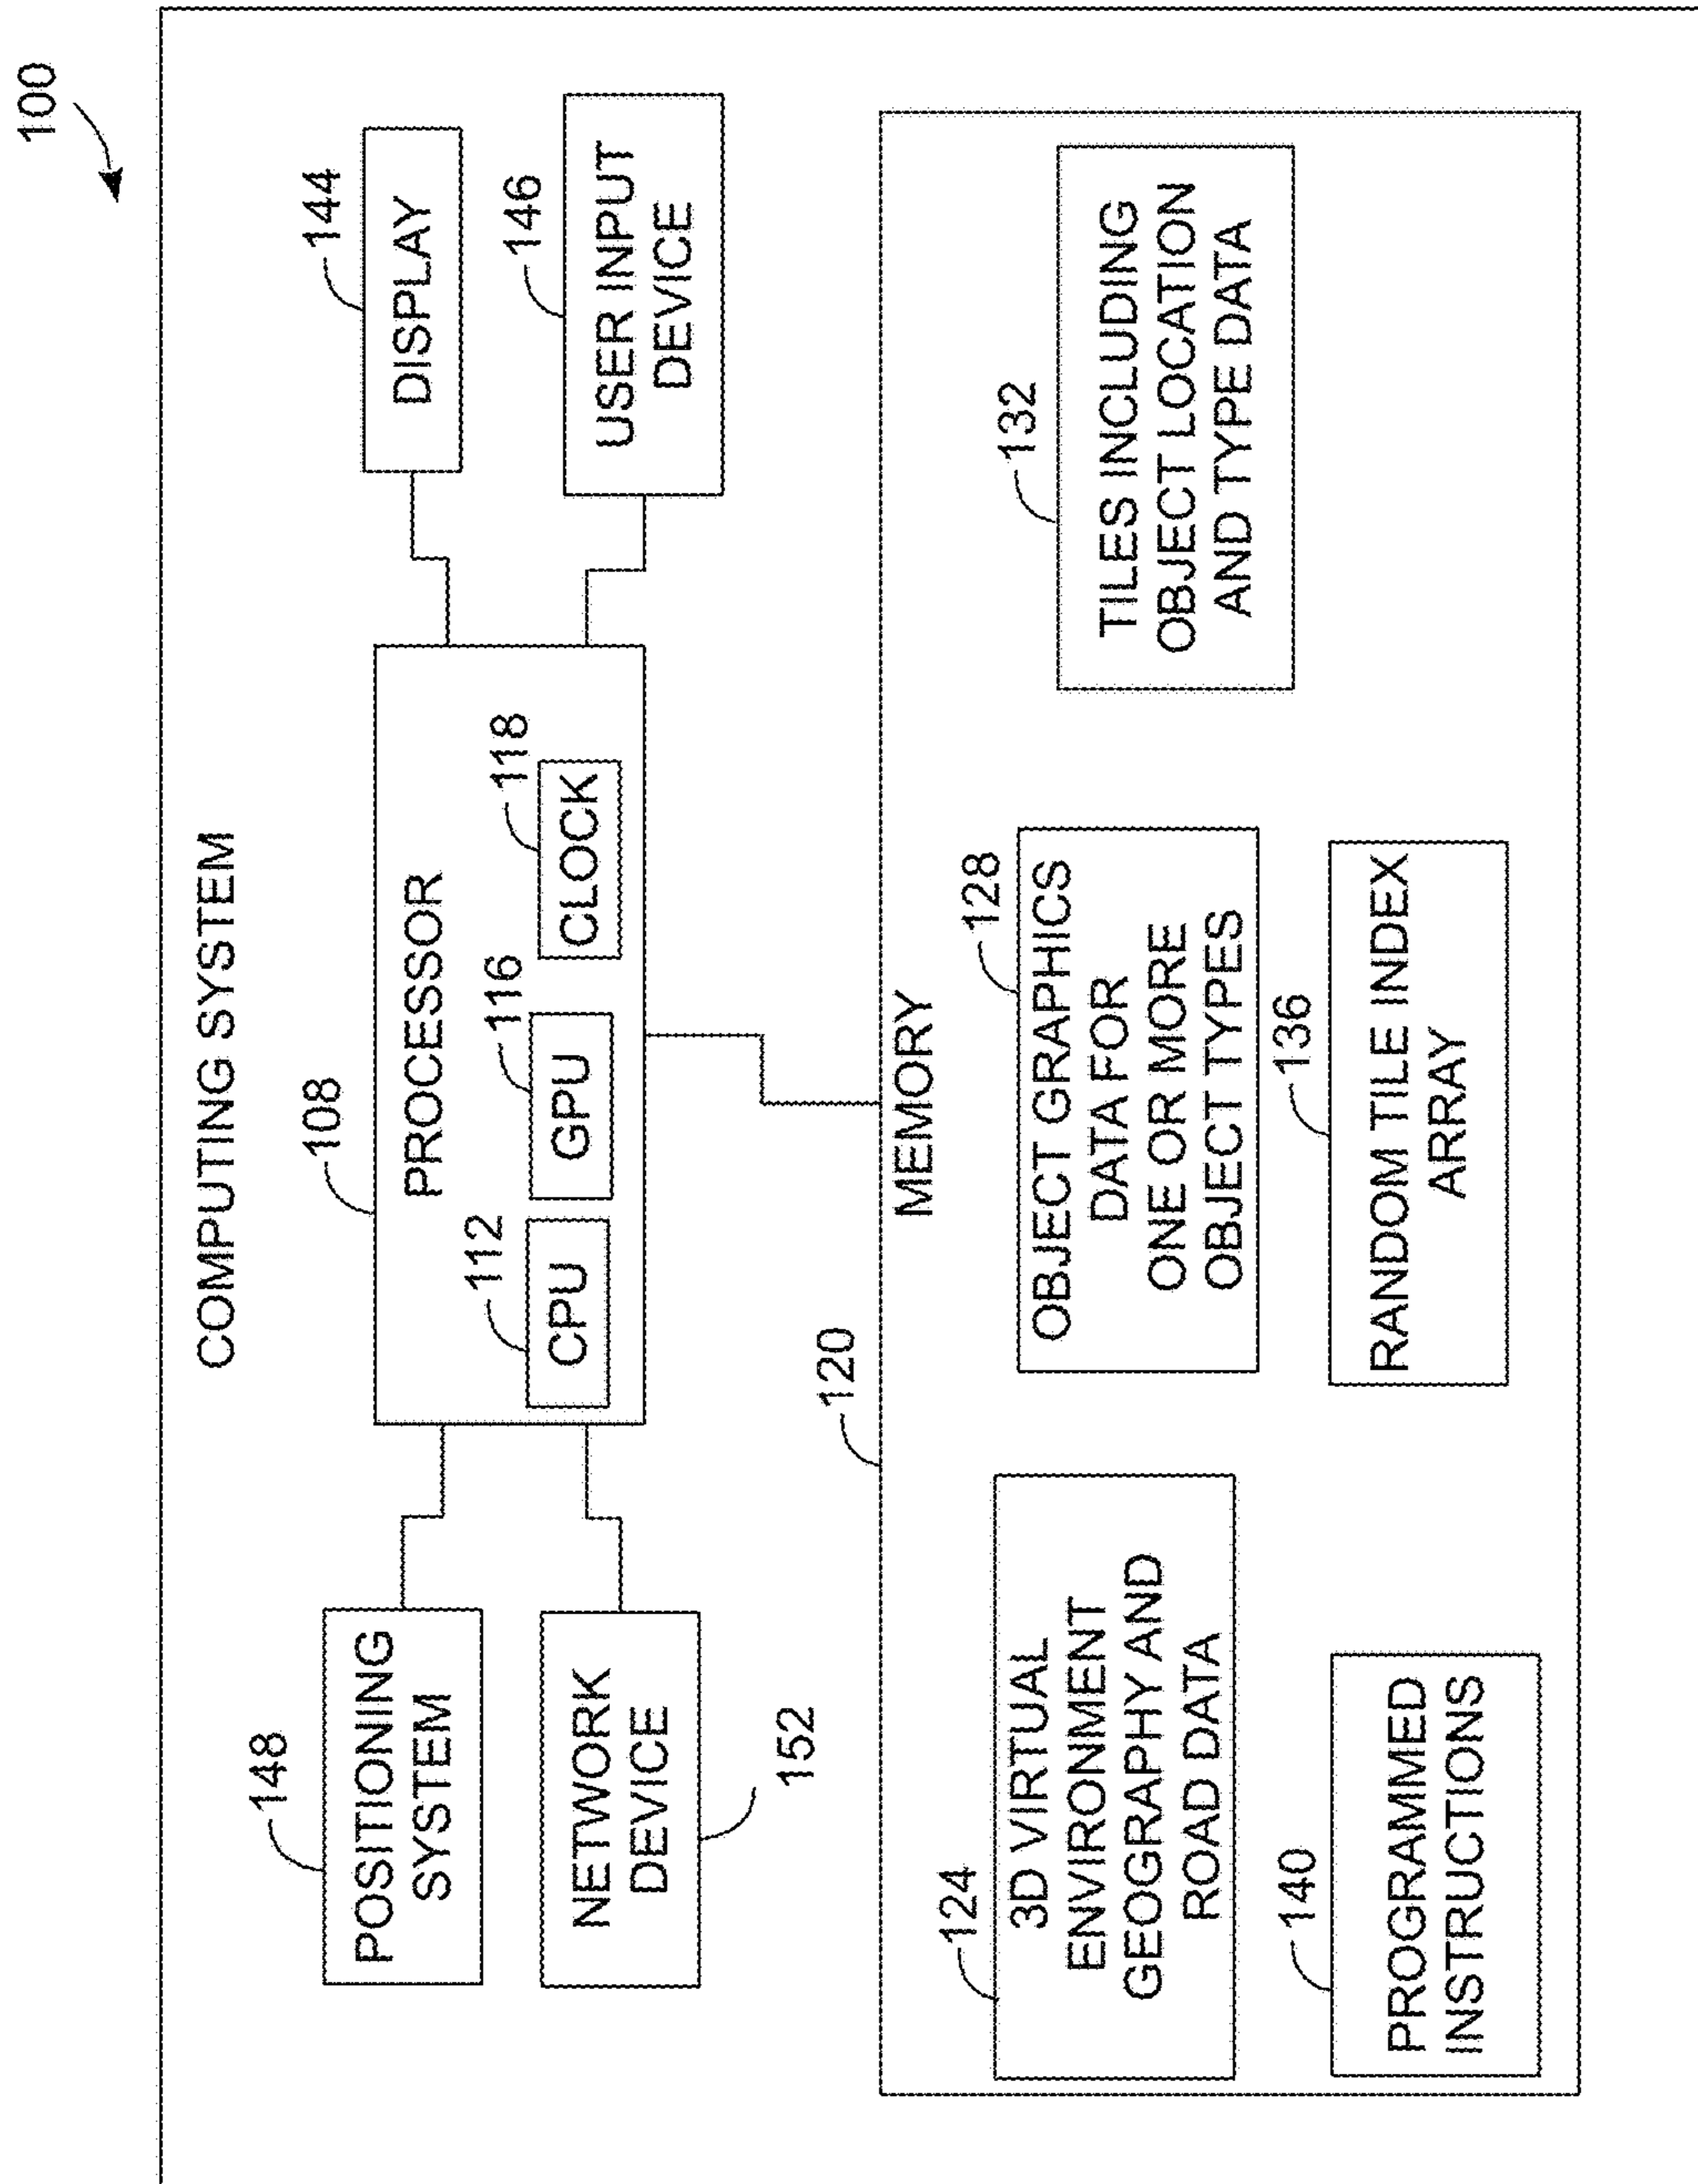 100
COMPUTING SYSTEM
108
PROCESSOR
112
CPU
116
GPU
118
CLOCK
148
POSITIONING
SYSTEM
NETWORK
DEVICE
152
144
DISPLAY
146
USER INPUT
DEVICE
120
MEMORY
124
3D VIRTUAL
ENVIRONMENT
GEOGRAPHY AND
ROAD DATA
128
OBJECT GRAPHICS
DATA FOR
ONE OR MORE
OBJECT TYPES
132
TILES INCLUDING
OBJECT LOCATION
AND TYPE DATA
140
PROGRAMMED
INSTRUCTIONS
136
RANDOM TILE INDEX
ARRAY